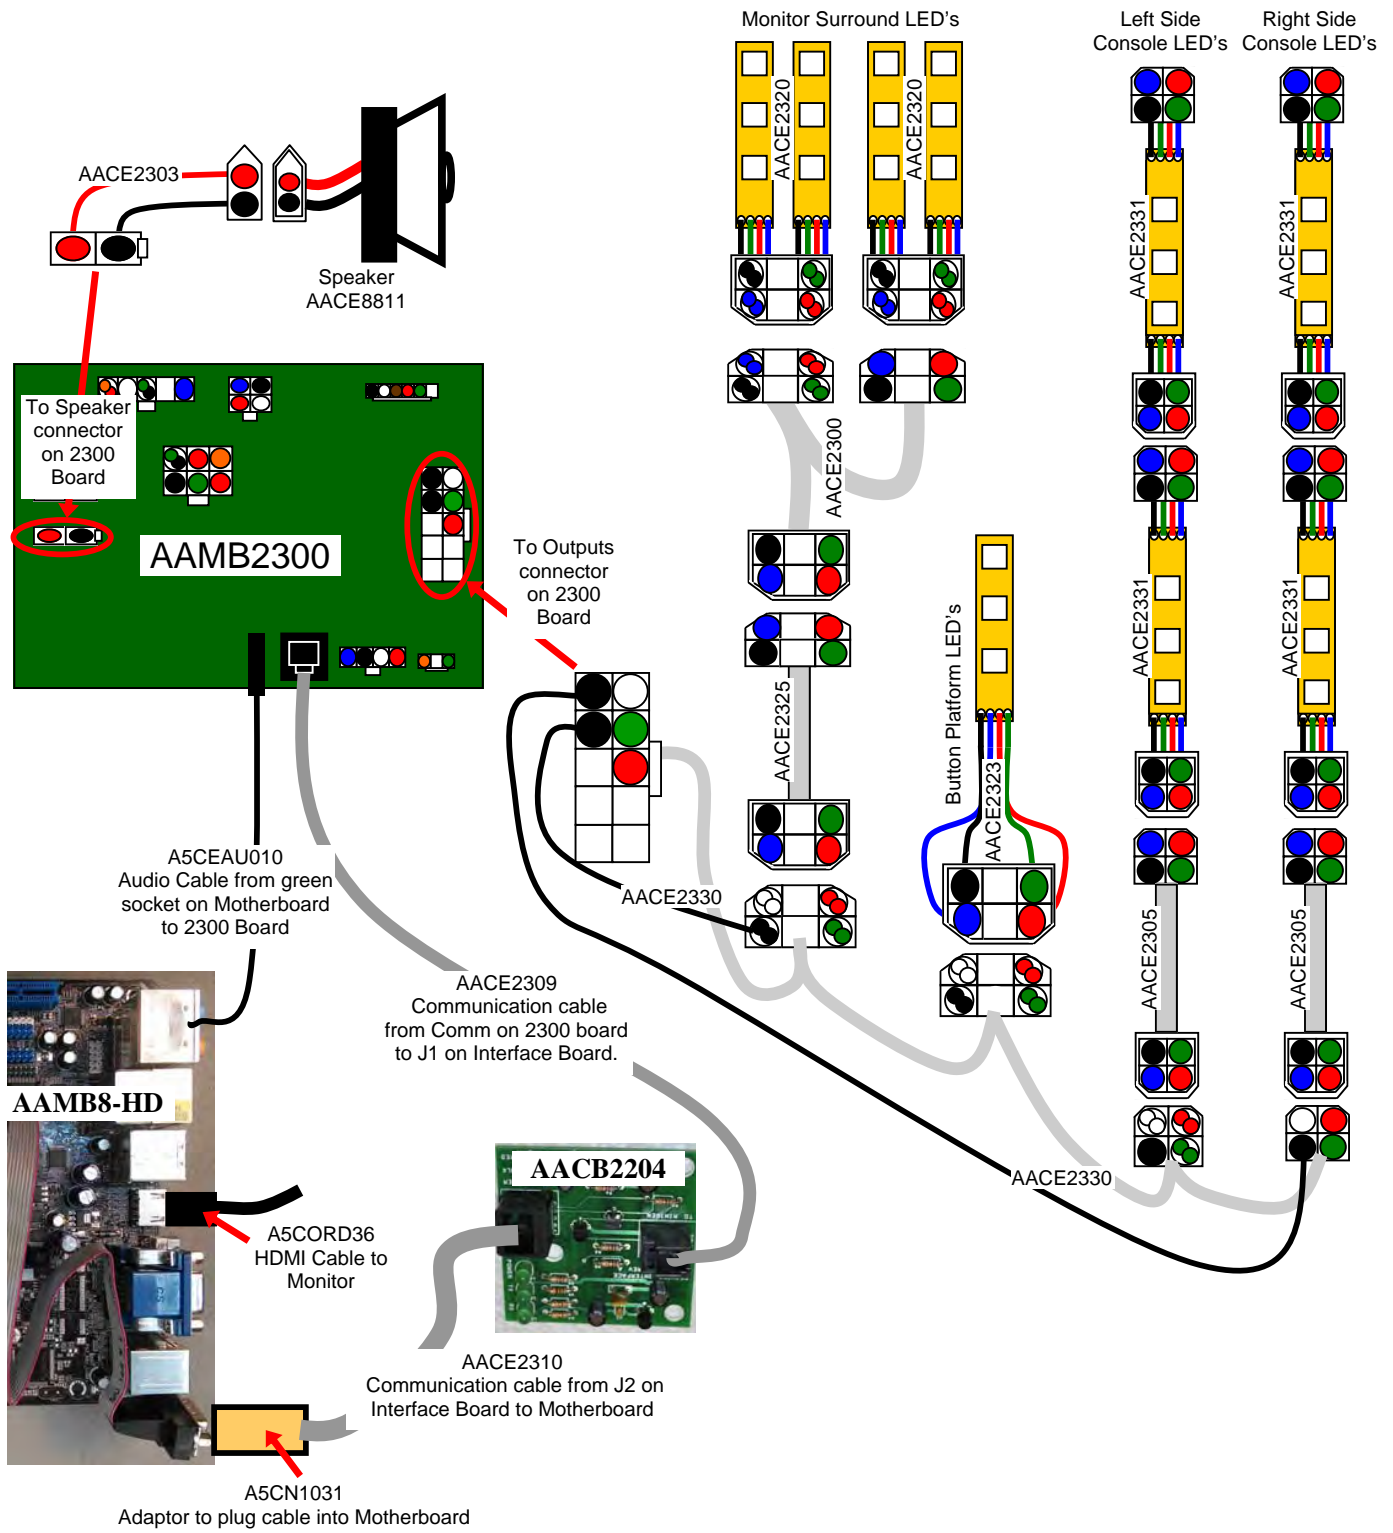 Monitor Surround LED's
Left Side
Console LED's
Right Side
Console LED's
AACE2320
AACE2320
AACE2303
Speaker
AACE8811
AACE2331
AACE2331
To Speaker
connector
on 2300
Board
AACE2300
AAMB2300
To Outputs
connector
on 2300
Board
AACE2325
Button Platform LED's
AACE2323
AACE2331
AACE2331
A5CEAU010
Audio Cable from green
socket on Motherboard
to 2300 Board
AACE2330
AACE2305
AACE2305
AACE2309
Communication cable
from Comm on 2300 board
to J1 on Interface Board.
AAMB8-HD
AACB2204
AACE2330
INTERFACE
REV
POWER
A5CORD36
HDMI Cable to
Monitor
AACE2310
Communication cable from J2 on
Interface Board to Motherboard
A5CN1031
Adaptor to plug cable into Motherboard